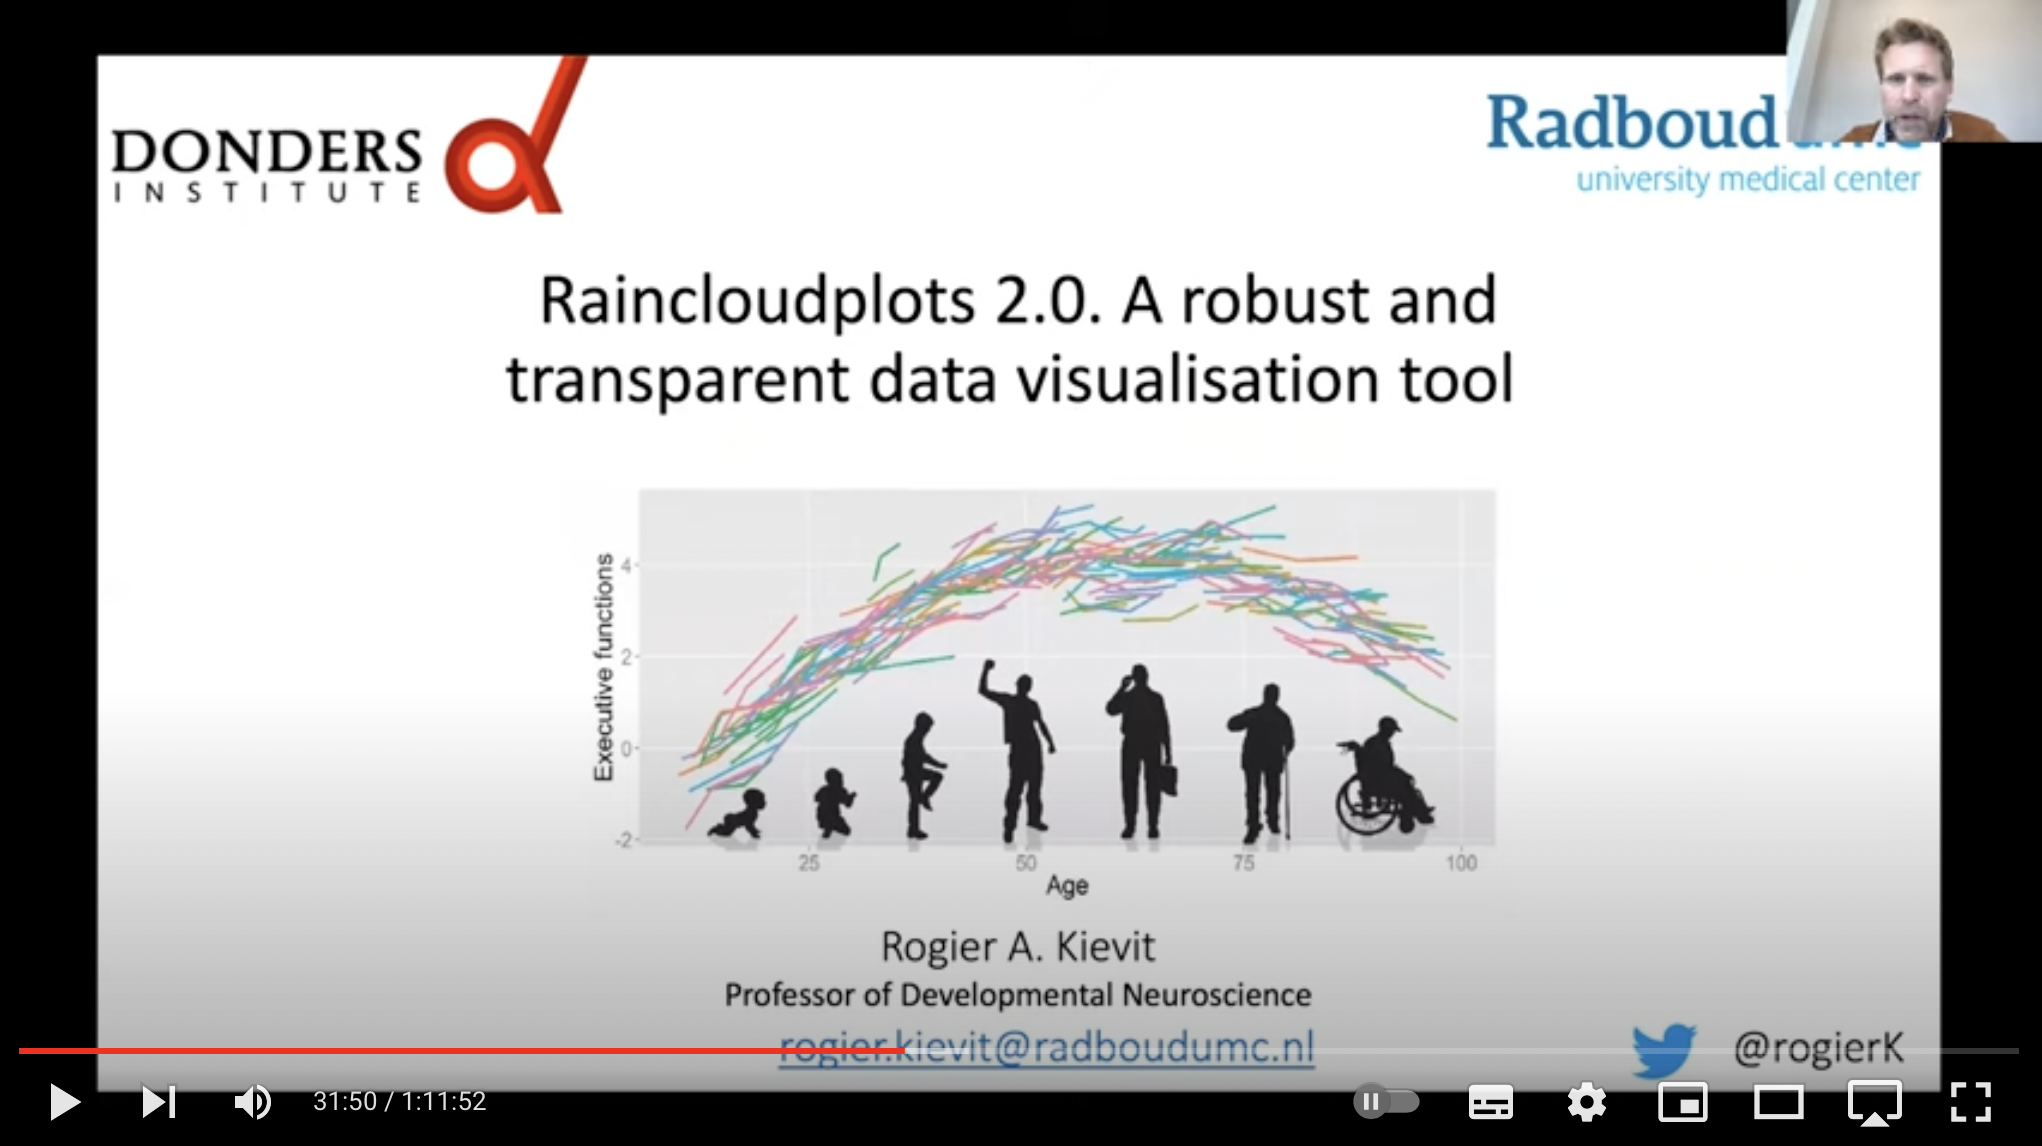 DONDERS
INSTITUTE
Radboud
university medical center
Raincloudplots 2.0. A robust and
transparent data visualisation tool
Executive functions
4
2
0
-2
25 50 75 100
Age
Rogier A. Kievit
Professor of Developmental Neuroscience
rogier.kievit@radboudumc.nl
@rogierK
31:50 / 1:11:52